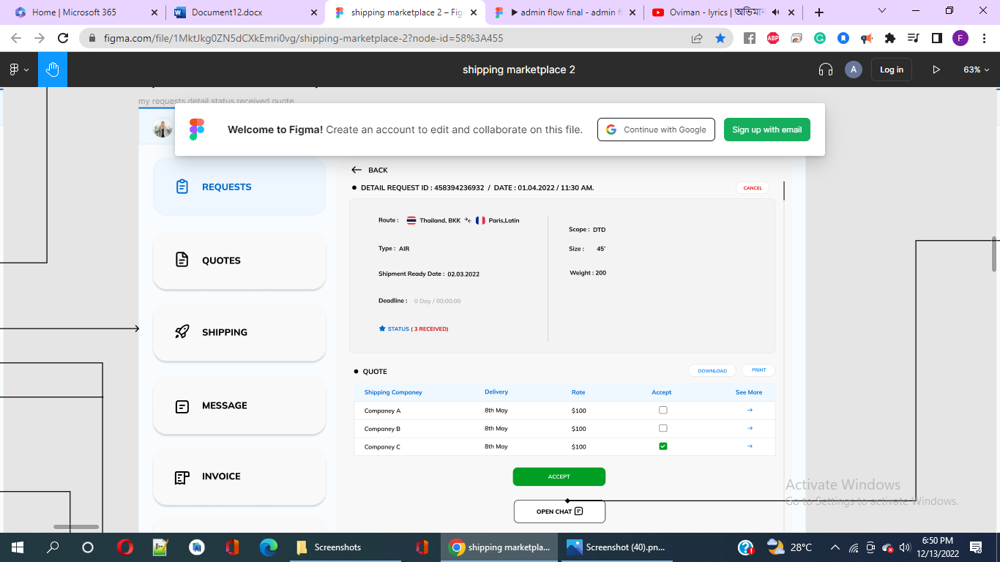 Home | Microsoft 365
Document12.docx
shipping marketplace 2 – Fig
▶ admin flow final - admin fl
Oviman - lyrics |
figma.com/file/1MktJkg0ZN5dCXkEmri0vg/shipping-marketplace-2?node-id=58%3A455
ABP
F
shipping marketplace 2
A
Log in
63%
my requests detail status received quote
Welcome to Figma! Create an account to edit and collaborate on this file.
Continue with Google
Sign up with email
REQUESTS
QUOTES
SHIPPING
MESSAGE
INVOICE
BACK
DETAIL REQUEST ID : 458394236932 / DATE : 01.04.2022 / 11:30 AM.
CANCEL
Route : Thailand, BKK Paris,Latin
Type : AIR
Shipment Ready Date : 02.03.2022
Deadline : 0 Day / 00:00:00
STATUS ( 3 RECEIVED)
Scope : DTD
Size : 45'
Weight : 200
QUOTE
DOWNLOAD
PRINT
Shipping Companey Delivery Rate Accept See More
Companey A 8th May $100
Companey B 8th May $100
Companey C 8th May $100
ACCEPT
OPEN CHAT
Activate Windows
Go to Settings to activate Windows.
Screenshots
shipping marketpla...
Screenshot (40).pn...
28°C
6:50 PM
12/13/2022